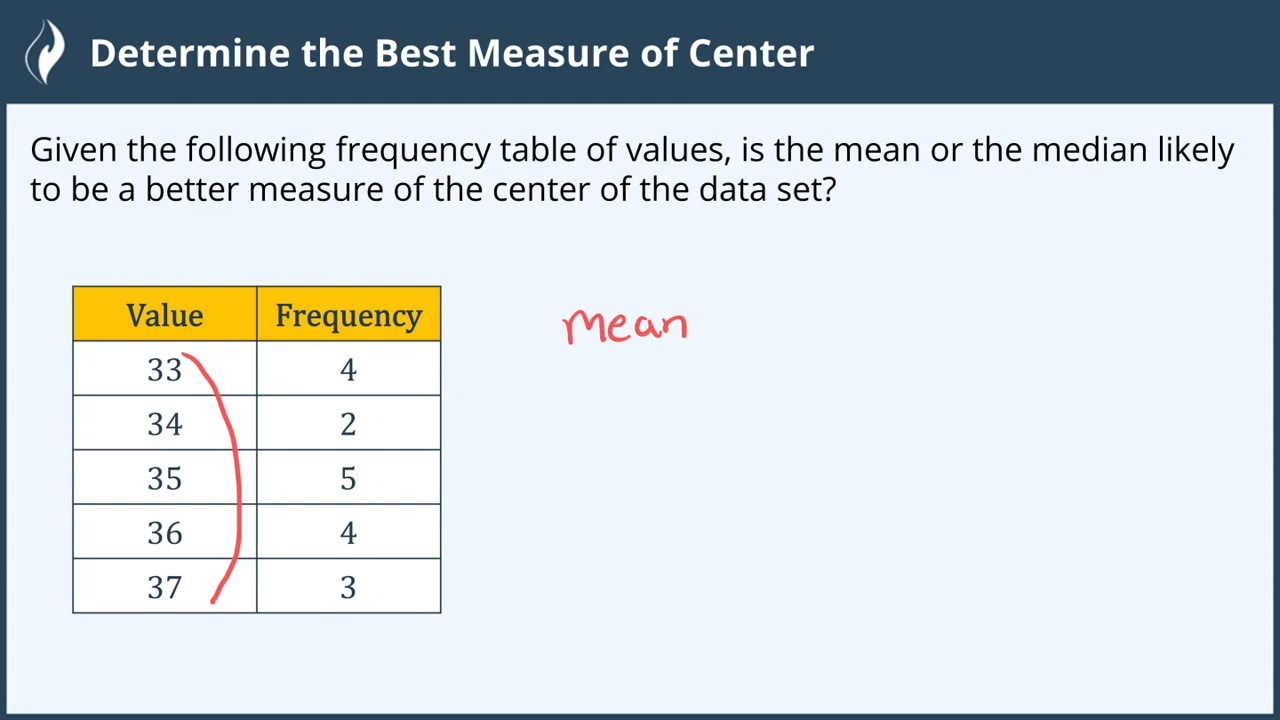 Determine the Best Measure of Center
Given the following frequency table of values, is the mean or the median likely
to be a better measure of the center of the data set?
Value Frequency
33 4
34 2
35 5
36 4
37 3
mean